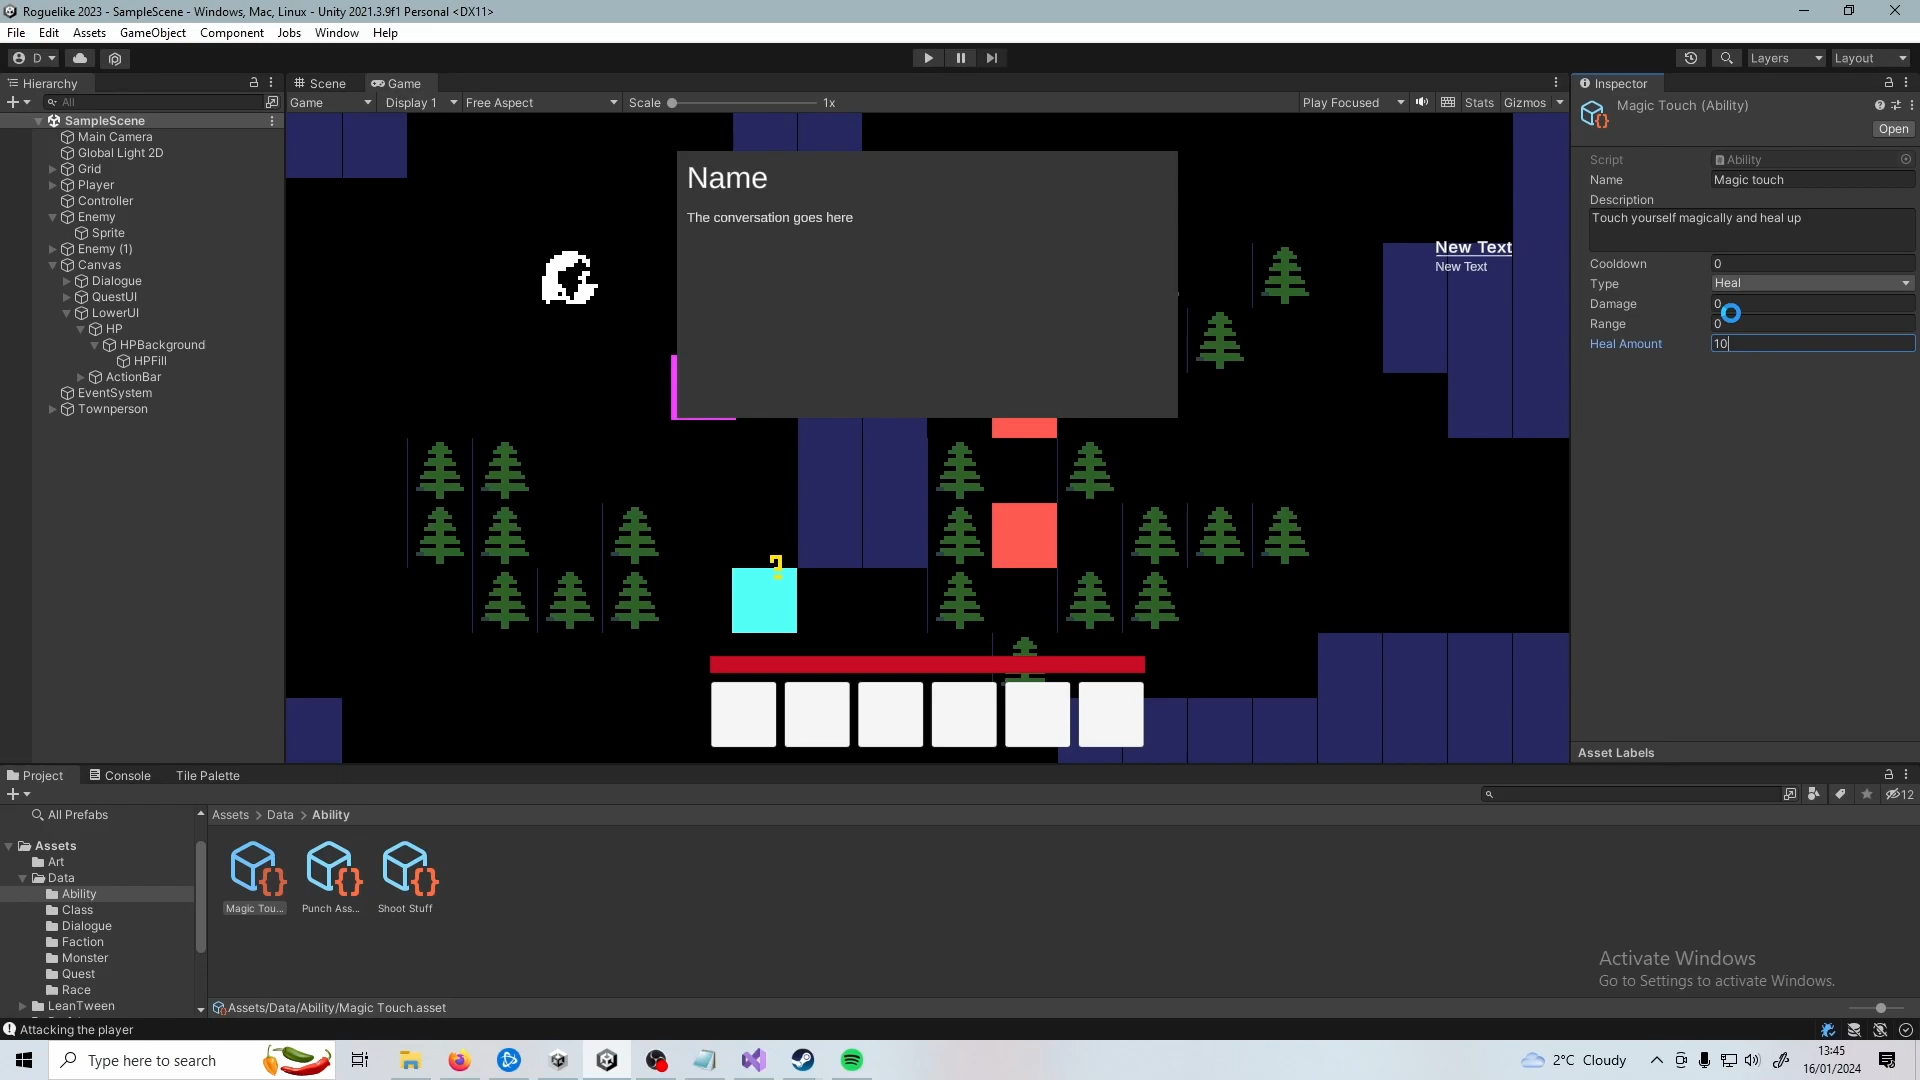 Roguelike 2023 - SampleScene - Windows, Mac, Linux - Unity 2021.3.9f1 Personal <DX11>
File Edit Assets GameObject Component Jobs Window Help
D Layers Layout
Hierarchy Scene Game Inspector
All Game Display 1 Free Aspect Scale 1x Play Focused Stats Gizmos
Magic Touch (Ability)
Open
SampleScene
Main Camera
Global Light 2D
Grid
Player
Controller
Enemy
Sprite
Enemy (1)
Canvas
Dialogue
QuestUI
LowerUI
HP
HPBackground
HPFill
ActionBar
EventSystem
Townperson
Name
The conversation goes here
New Text
New Text
?
Script Ability
Name Magic touch
Description
Touch yourself magically and heal up
Cooldown 0
Type Heal
Damage 0
Range 0
Heal Amount 10
Asset Labels
Project Console Tile Palette
12
All Prefabs
Assets
Art
Data
Ability
Class
Dialogue
Faction
Monster
Quest
Race
LeanTween
Assets > Data > Ability
Magic Tou... Punch Ass... Shoot Stuff
Assets/Data/Ability/Magic Touch.asset
Activate Windows
Go to Settings to activate Windows.
Attacking the player
Type here to search
2°C Cloudy
13:45
16/01/2024